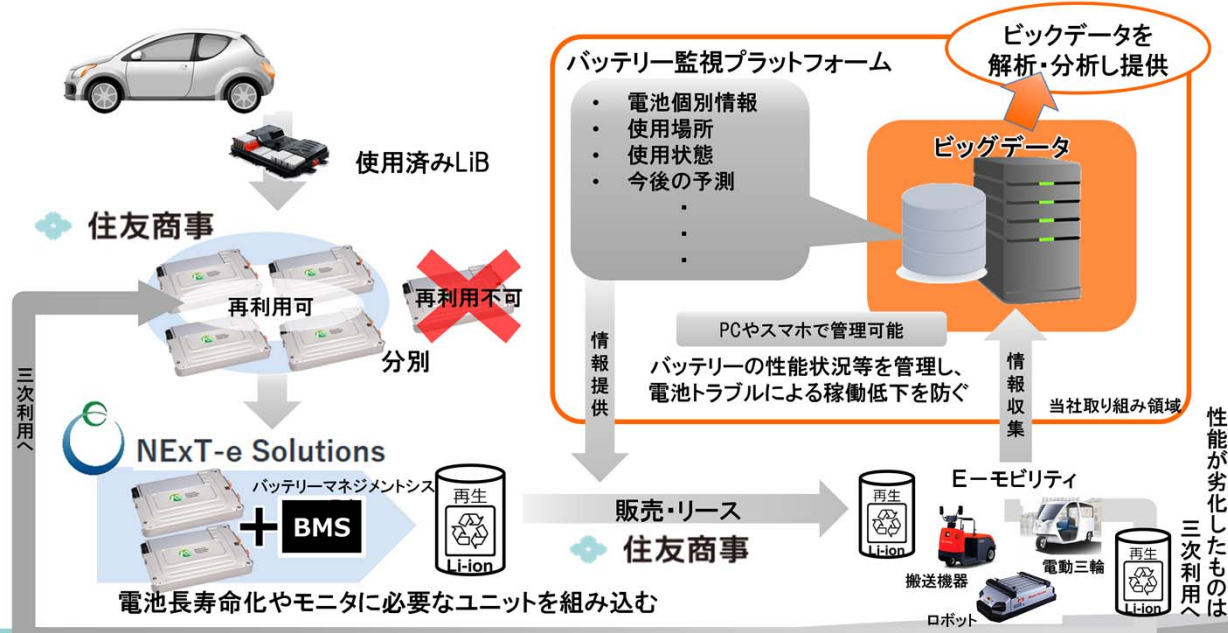 使用済みLiB
住友商事
再利用可
再利用不可
分別
三次利用へ
NExT-e Solutions
バッテリーマネジメントシス
BMS
再生
Li-ion
電池長寿命化やモニタに必要なユニットを組み込む
ビックデータを
解析・分析し提供
バッテリー監視プラットフォーム
・ 電池個別情報
・ 使用場所
・ 使用状態
・ 今後の予測
・
・
・
ビッグデータ
PCやスマホで管理可能
バッテリーの性能状況等を管理し、
電池トラブルによる稼働低下を防ぐ
情報提供
情報収集
当社取り組み領域
販売・リース
住友商事
再生
Li-ion
E－モビリティ
搬送機器
電動三輪
ロボット
再生
Li-ion
性能が劣化したものは
三次利用へ